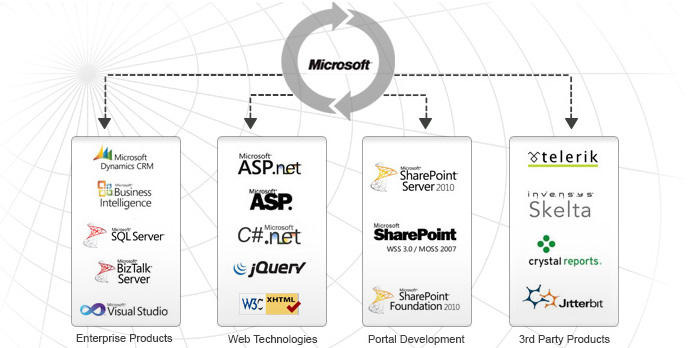 Microsoft
Microsoft
Dynamics CRM
Microsoft
Business
Intelligence
Microsoft
SQL Server
Microsoft
BizTalk
Server
Microsoft
Visual Studio
Enterprise Products
Microsoft
ASP.net
Microsoft
ASP.
Microsoft
C#.net
jQuery
W3C XHTML
Web Technologies
Microsoft
SharePoint
Server 2010
Microsoft
SharePoint
WSS 3.0 / MOSS 2007
Microsoft
SharePoint
Foundation 2010
Portal Development
telerik
invensys
Skelta
crystal reports.
Jitterbit
3rd Party Products